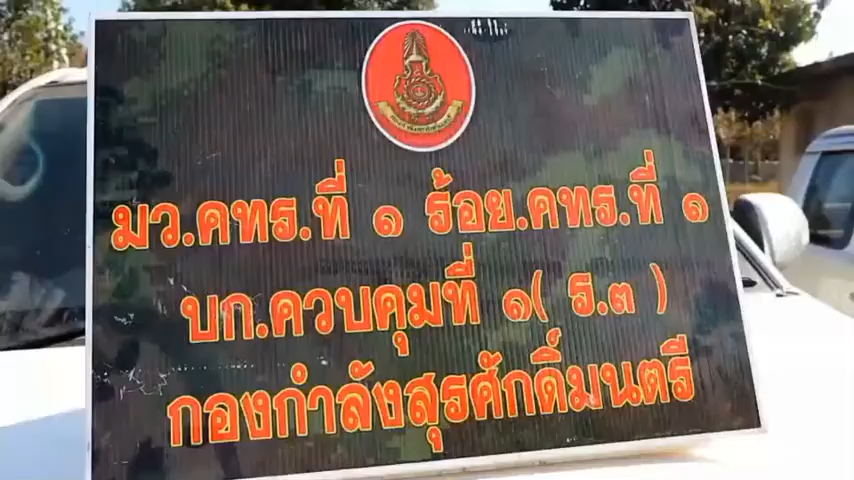 มว.คทร.ที่ ๑ ร้อย.คทร.ที่ ๑
บก.ควบคุมที่ ๑( ร.๓ )
กองกำลังสุรศักดิ์มนตรี